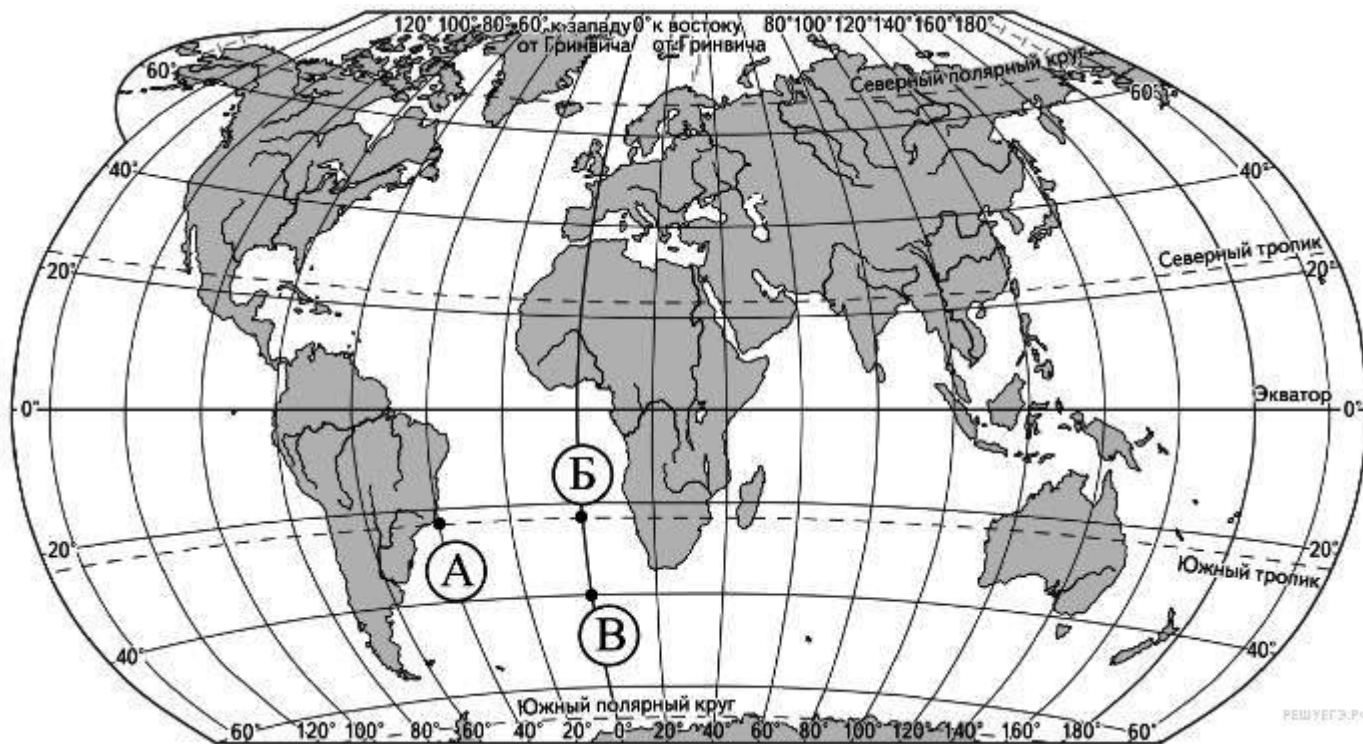 120° 100° 80° 60° к западу 0° к востоку 80° 100° 120° 140° 160° 180°
от Гринвича от Гринвича
60° Северный полярный круг 60°
40° 40°
Северный тропик
20° 20°
0° Экватор 0°
Б
А
20° 20°
Южный тропик
В
40° 40°
Южный полярный круг
60° 120° 100° 80° 60° 40° 20° 0° 20° 40° 60° 80° 100° 120° 140° 160° 180° 60°
РЕШУЕГЭ.РФ